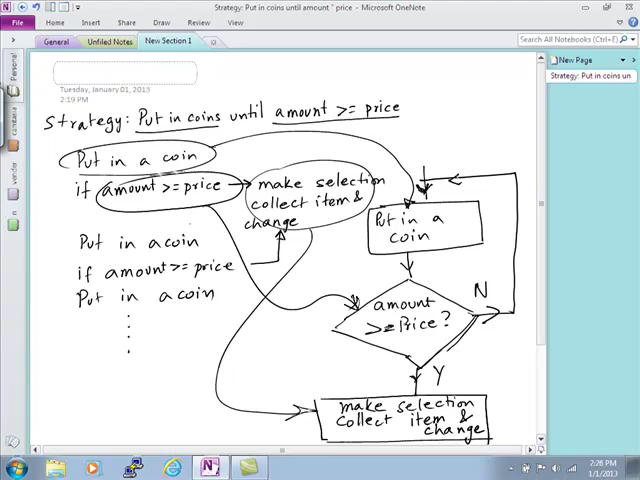 Strategy: Put in coins until amount " price - Microsoft OneNote
File
Home
Insert
Share
Draw
Review
View
General
Unfiled Notes
New Section 1
Search All Notebooks (Ctrl+E)
New Page
Strategy: Put in coins un
Personal
camtasia
Tuesday, January 01, 2013
2:19 PM
Strategy: Put in coins until amount >= price
Put in a coin
if amount >= price
make selection
collect item &
change
Put in a coin
if amount >= price
Put in a coin
Put in a
coin
amount
>= Price?
N
Y
make selection
collect item &
change
2:26 PM
1/1/2013